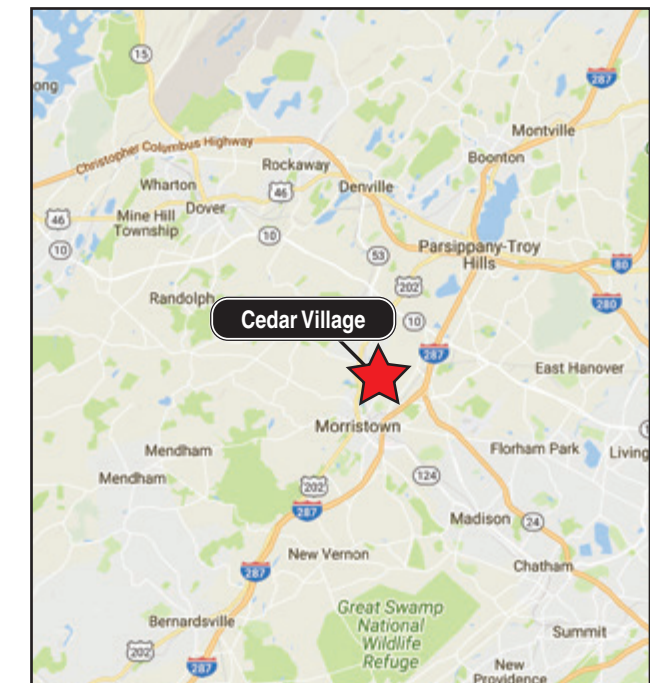 15
287
ong
Montville
Christopher Columbus Highway
Boonton
Rockaway
Wharton
46
Denville
46
Mine Hill
Township
Dover
10
10
53
Parsippany-Troy
Hills
80
202
Randolph
280
Cedar Village
10
287
East Hanover
Morristown
Mendham
Florham Park
Living
Mendham
124
202
287
Madison
24
New Vernon
287
Chatham
Great Swamp
National
Wildlife
Refuge
Bernardsville
Summit
202
287
New
Providence